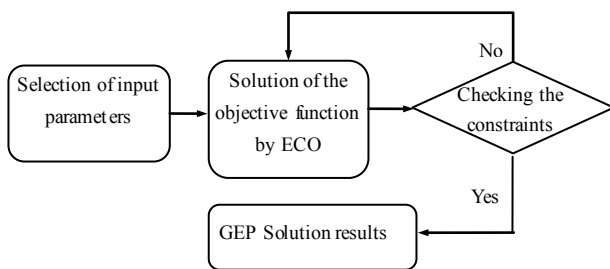 Selection of input
parameters
Solution of the
objective function
by ECO
No
Checking the
constraints
Yes
GEP Solution results